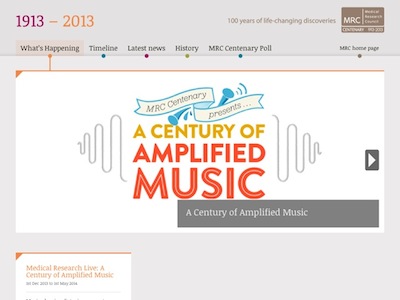 1913 – 2013
100 years of life-changing discoveries
MRC
Medical
Research
Council
CENTENARY 1913-2013
What's Happening Timeline Latest news History MRC Centenary Poll MRC home page
MRC Centenary
presents...
A CENTURY OF
AMPLIFIED
MUSIC
A Century of Amplified Music
Medical Research Live: A
Century of Amplified Music